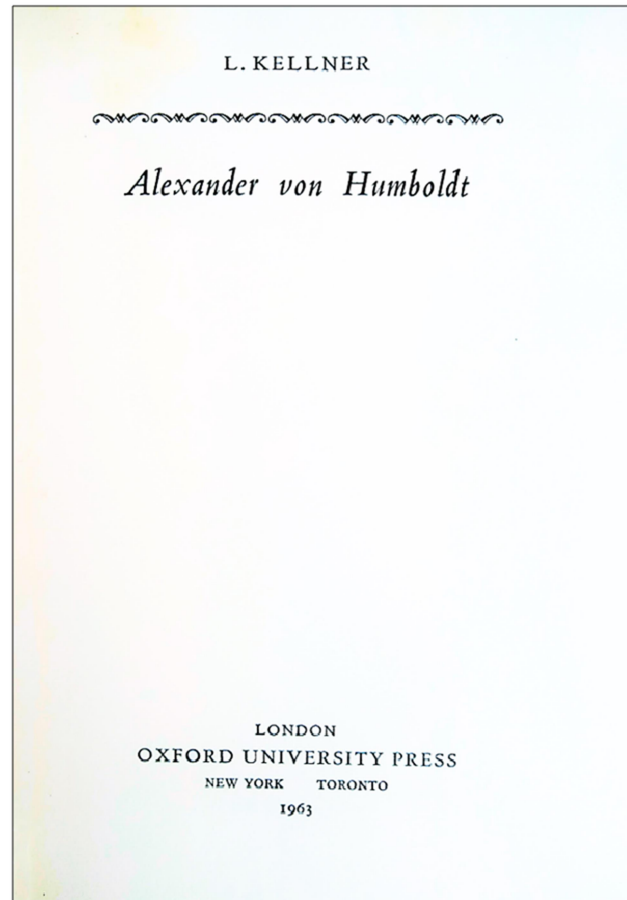 L. KELLNER
Alexander von Humboldt
LONDON
OXFORD UNIVERSITY PRESS
NEW YORK TORONTO
1963